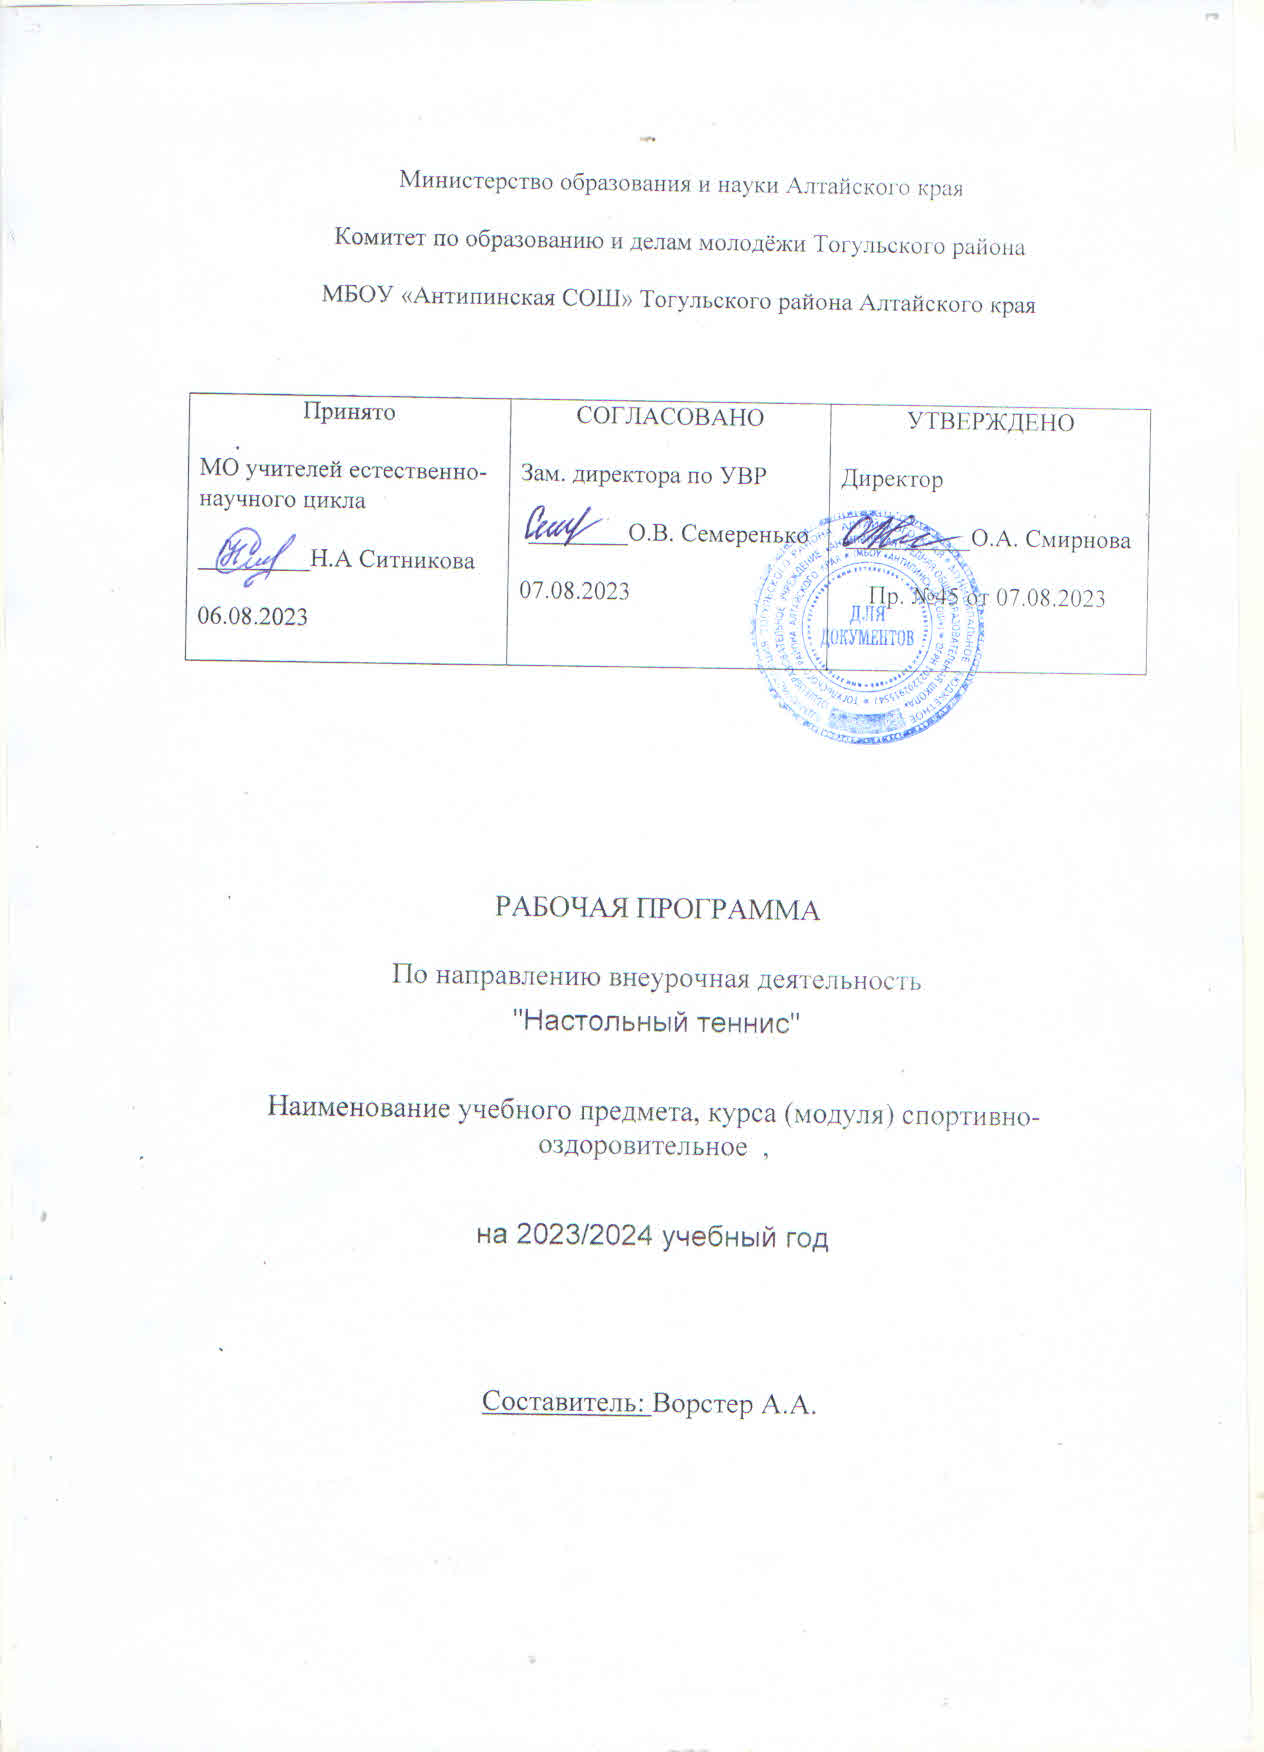 Министерство образования и науки Алтайского края
Комитет по образованию и делам молодёжи Тогульского района
МБОУ «Антипинская СОШ» Тогульского района Алтайского края
Принято
МО учителей естественно-
научного цикла
Н.А Ситникова
06.08.2023
СОГЛАСОВАНО
Зам. директора по УВР
О.В. Семеренько
07.08.2023
УТВЕРЖДЕНО
Директор
О.А. Смирнова
Пр. №45 от 07.08.2023
ДЛЯ
ДОКУМЕНТОВ
РАБОЧАЯ ПРОГРАММА
По направлению внеурочная деятельность
"Настольный теннис"
Наименование учебного предмета, курса (модуля) спортивно-
оздоровительное ,
на 2023/2024 учебный год
Составитель: Ворстер А.А.